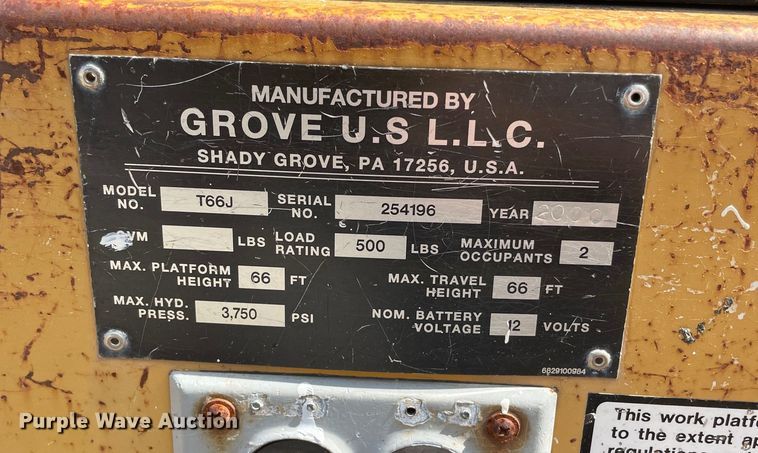 MANUFACTURED BY
GROVE U.S L.L.C.
SHADY GROVE, PA 17256, U.S.A.
MODEL NO. T66J SERIAL NO. 254196 YEAR 2000
GVM LBS LOAD RATING 500 LBS MAXIMUM OCCUPANTS 2
MAX. PLATFORM HEIGHT 66 FT MAX. TRAVEL HEIGHT 66 FT
MAX. HYD. PRESS. 3,750 PSI NOM. BATTERY VOLTAGE 12 VOLTS
6829100984
Purple Wave Auction
This work platf
to the extent ap